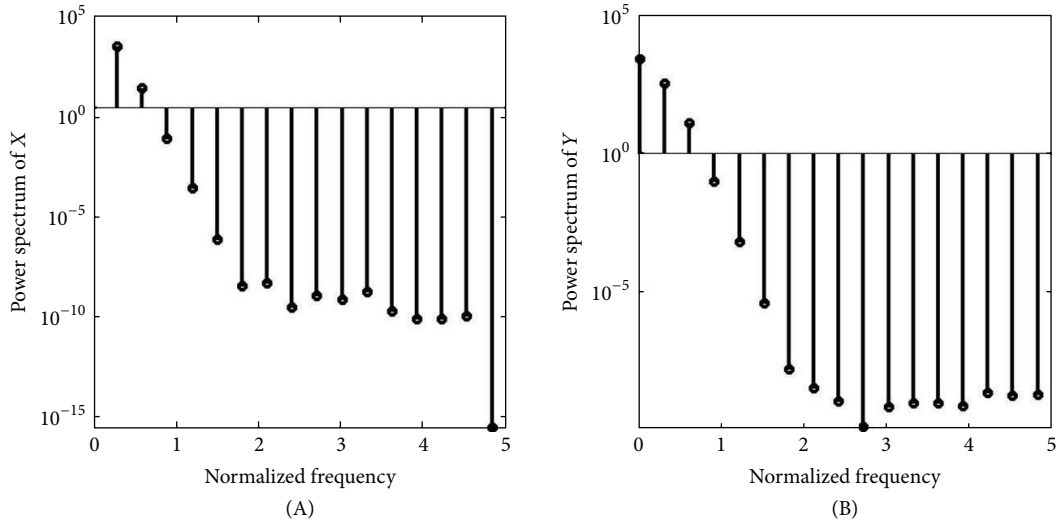 Power spectrum of X
10^5
10^0
10^-5
10^-10
10^-15
0 1 2 3 4 5
Normalized frequency
(A)
Power spectrum of Y
10^5
10^0
10^-5
0 1 2 3 4 5
Normalized frequency
(B)